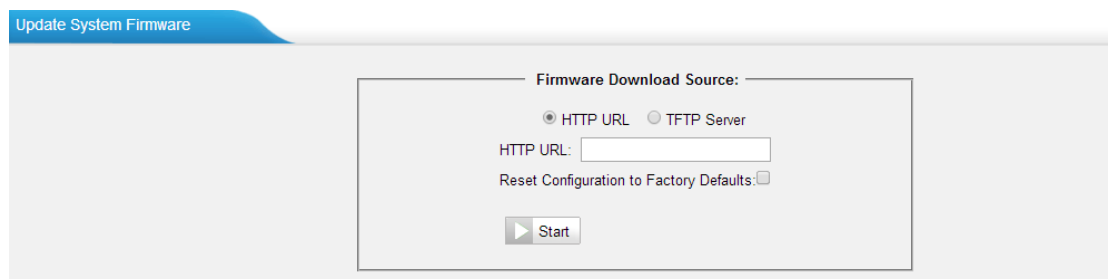 Update System Firmware
Firmware Download Source:
HTTP URL TFTP Server
HTTP URL:
Reset Configuration to Factory Defaults:
Start